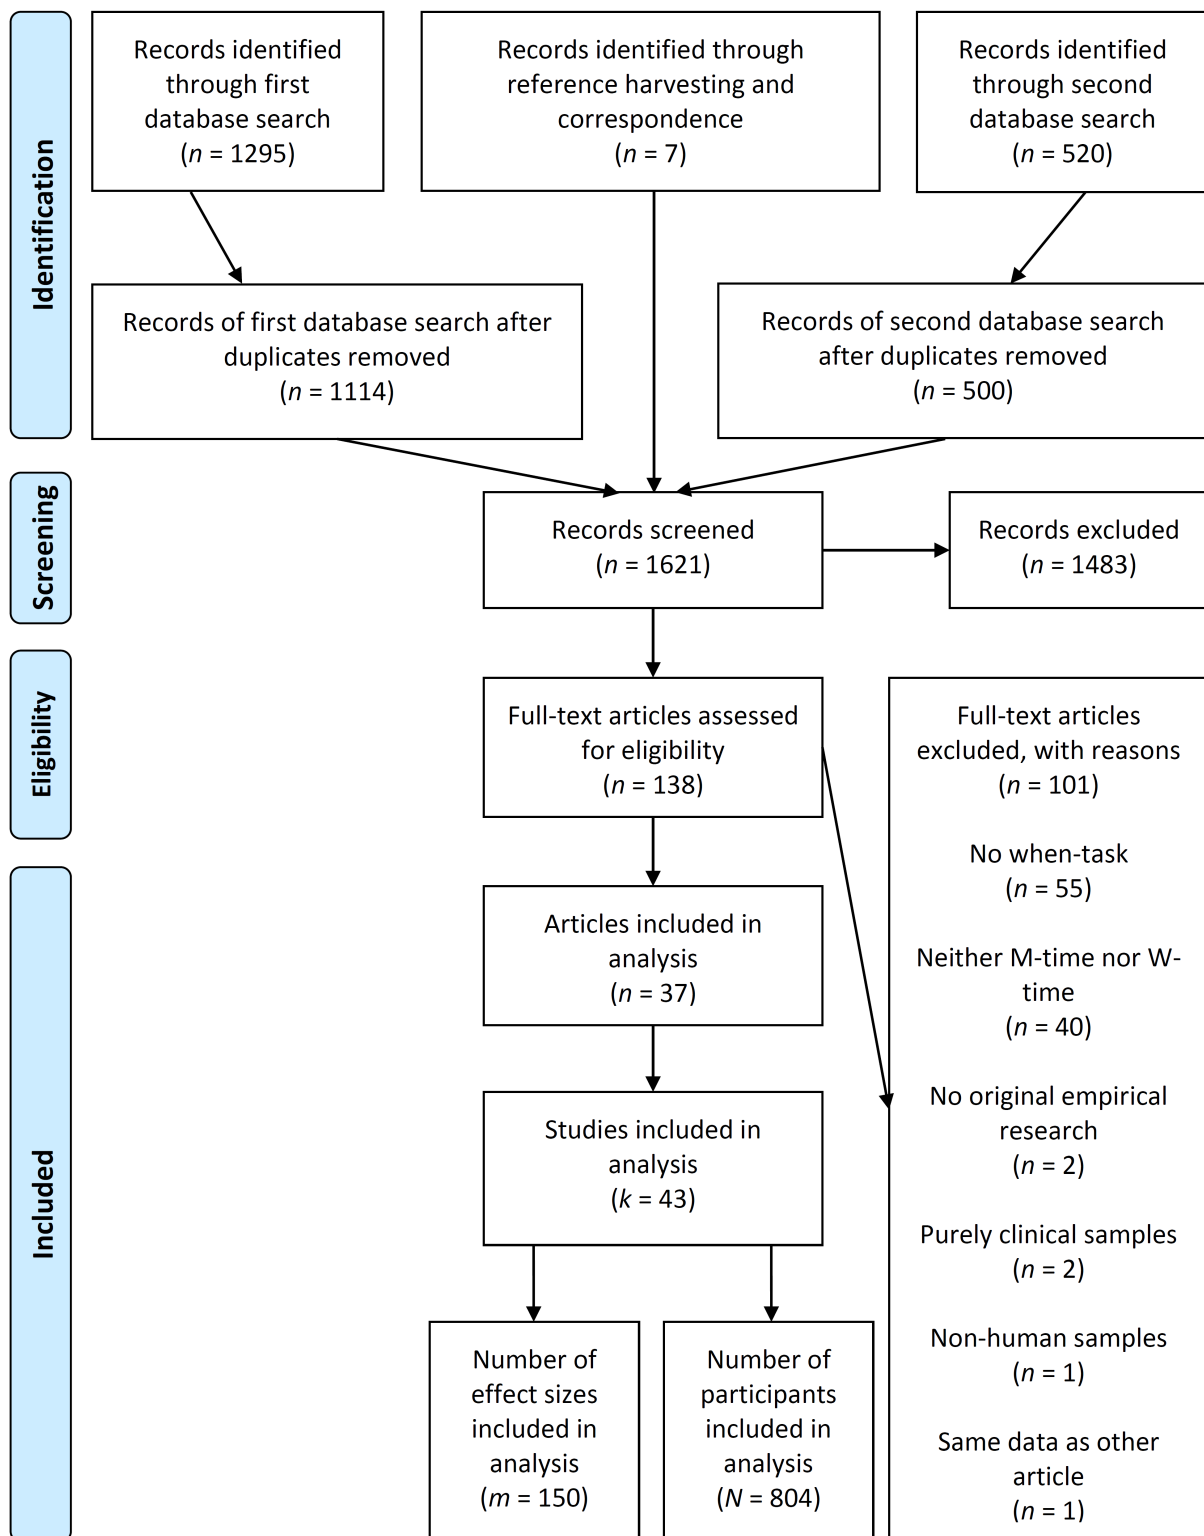 Identification
Records identified
through first
database search
(n = 1295)
Records identified through
reference harvesting and
correspondence
(n = 7)
Records identified
through second
database search
(n = 520)
Records of first database search after
duplicates removed
(n = 1114)
Records of second database search
after duplicates removed
(n = 500)
Screening
Records screened
(n = 1621)
Records excluded
(n = 1483)
Eligibility
Full-text articles assessed
for eligibility
(n = 138)
Full-text articles
excluded, with reasons
(n = 101)
No when-task
(n = 55)
Neither M-time nor W-
time
(n = 40)
No original empirical
research
(n = 2)
Purely clinical samples
(n = 2)
Non-human samples
(n = 1)
Same data as other
article
(n = 1)
Included
Articles included in
analysis
(n = 37)
Studies included in
analysis
(k = 43)
Number of
effect sizes
included in
analysis
(m = 150)
Number of
participants
included in
analysis
(N = 804)